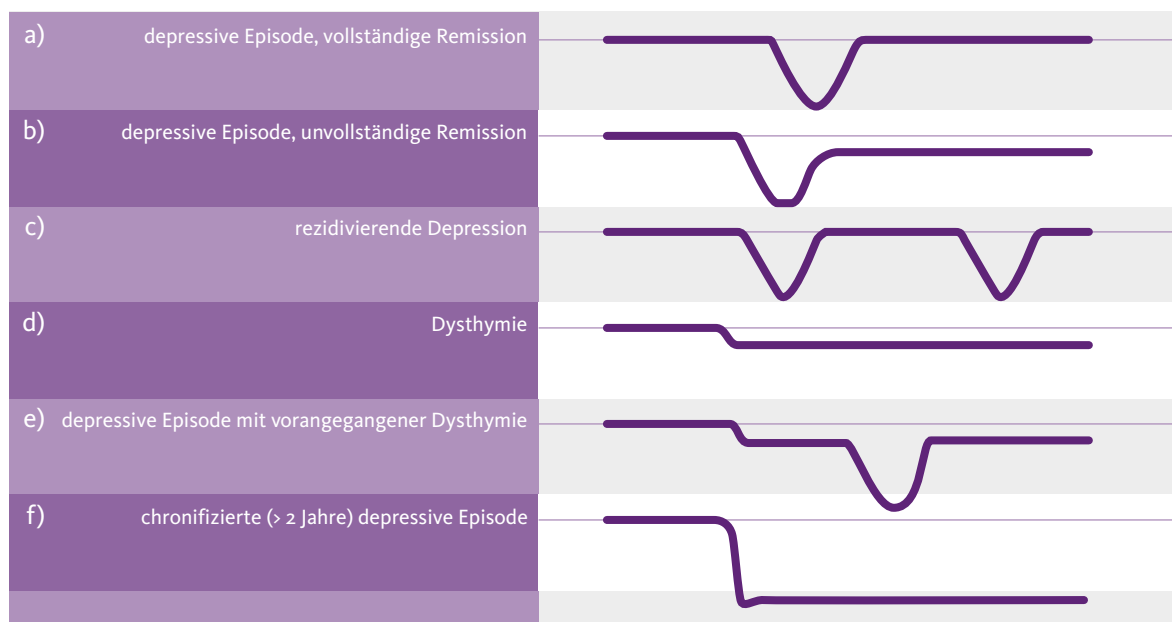 a) depressive Episode, vollständige Remission
b) depressive Episode, unvollständige Remission
c) rezidivierende Depression
d) Dysthymie
e) depressive Episode mit vorangegangener Dysthymie
f) chronifizierte (> 2 Jahre) depressive Episode